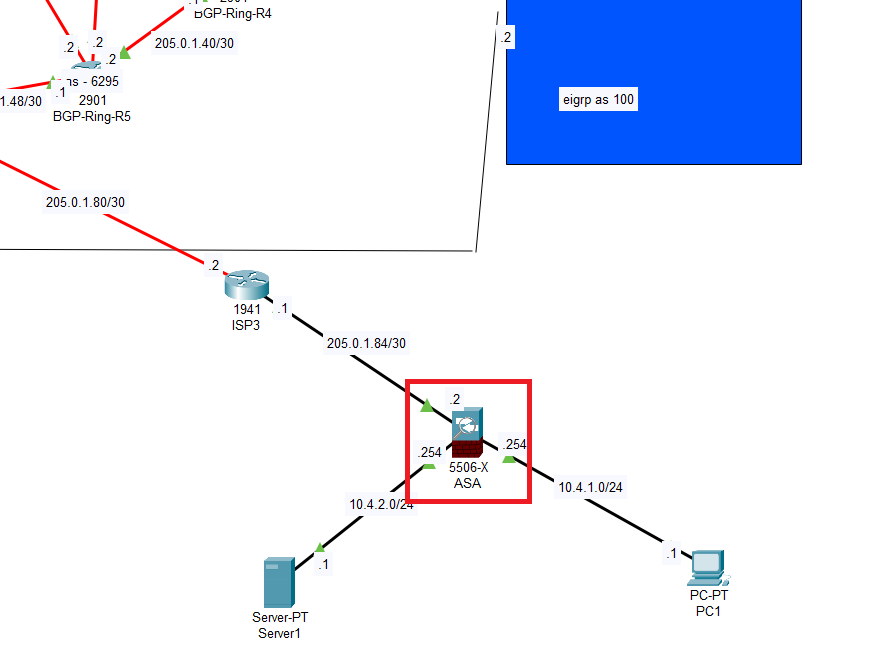 BGP-Ring-R4
.2
.2
205.0.1.40/30
.2
.2
eigrp as 100
.1
2901
BGP-Ring-R5
205.0.1.80/30
.2
1941
ISP3
.1
205.0.1.84/30
.2
.254
.254
5506-X
ASA
10.4.2.0/24
10.4.1.0/24
.1
.1
Server-PT
Server1
PC-PT
PC1